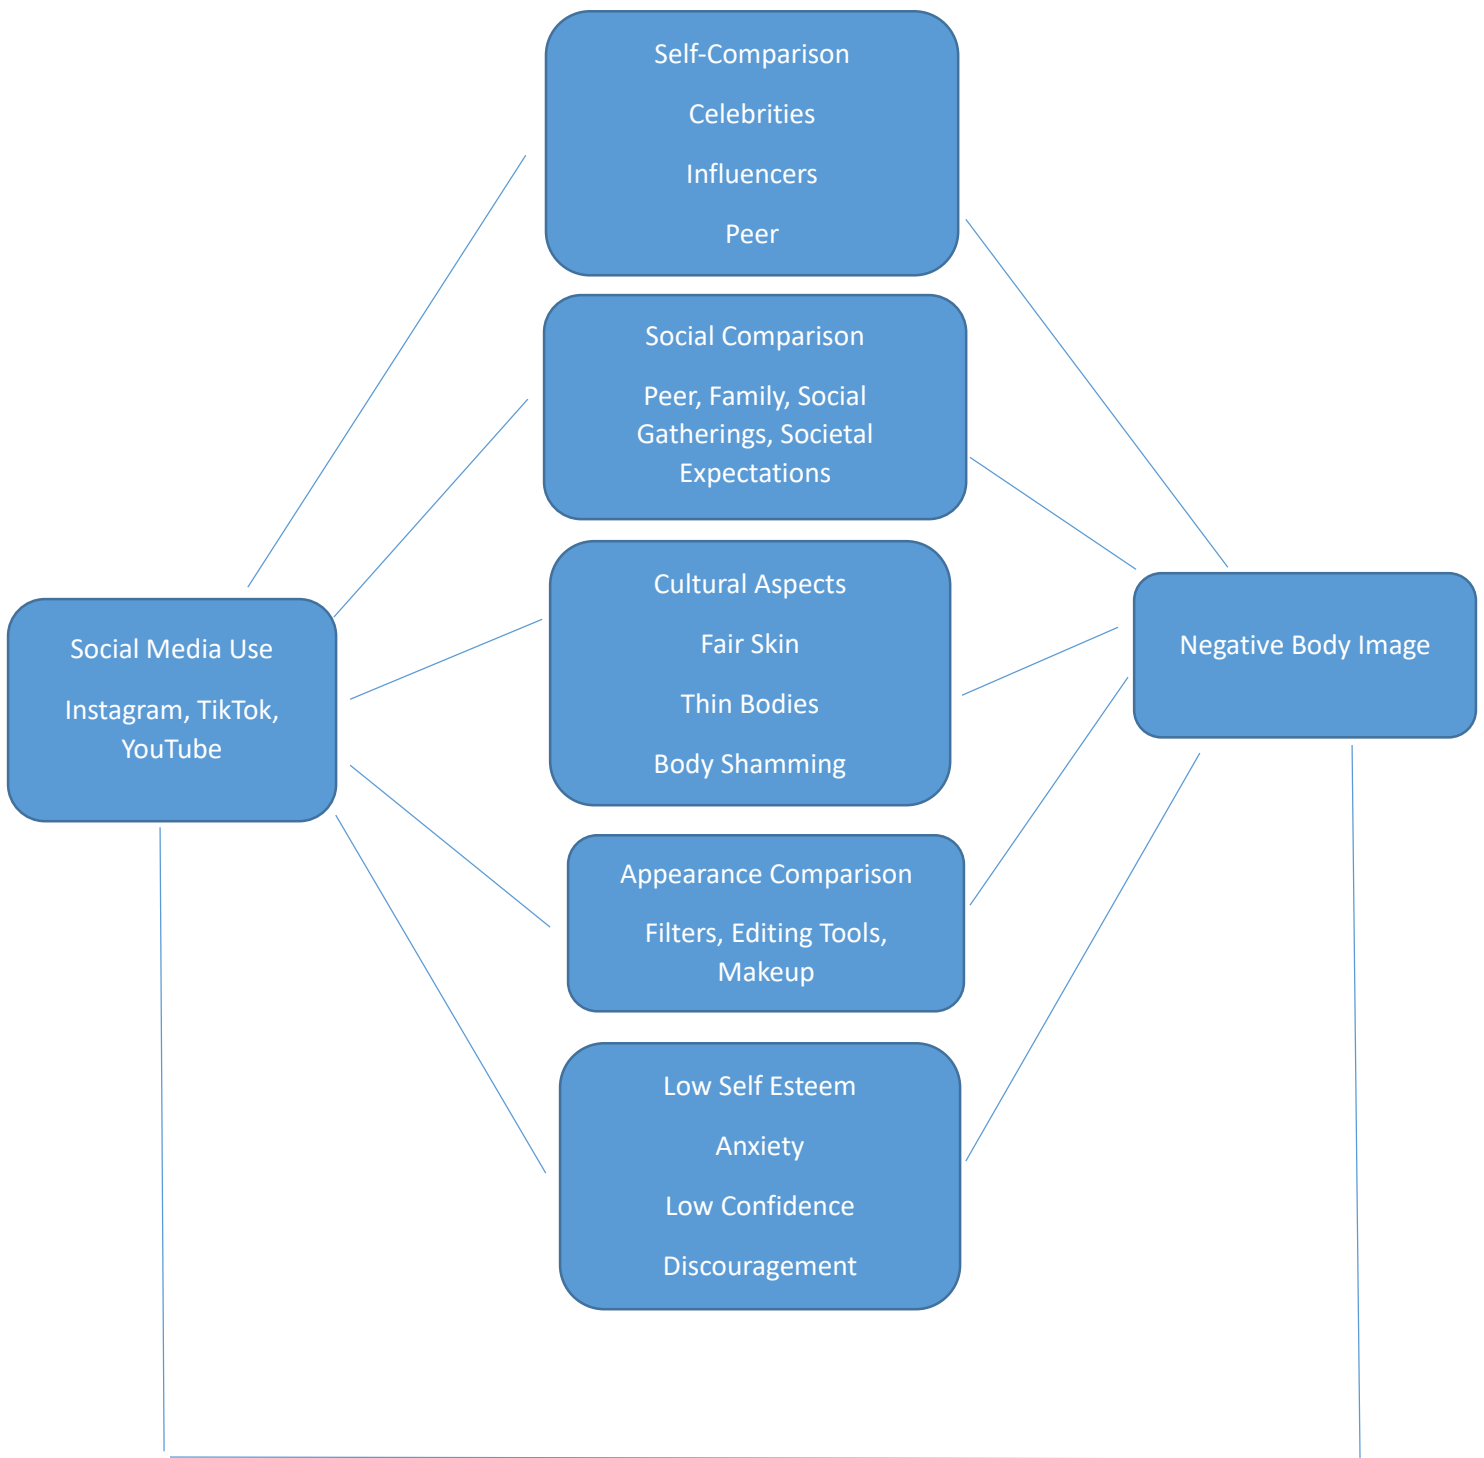 Self-Comparison
Celebrities
Influencers
Peer
Social Comparison
Peer, Family, Social
Gatherings, Societal
Expectations
Cultural Aspects
Fair Skin
Thin Bodies
Body Shamming
Social Media Use
Instagram, TikTok,
YouTube
Negative Body Image
Appearance Comparison
Filters, Editing Tools,
Makeup
Low Self Esteem
Anxiety
Low Confidence
Discouragement